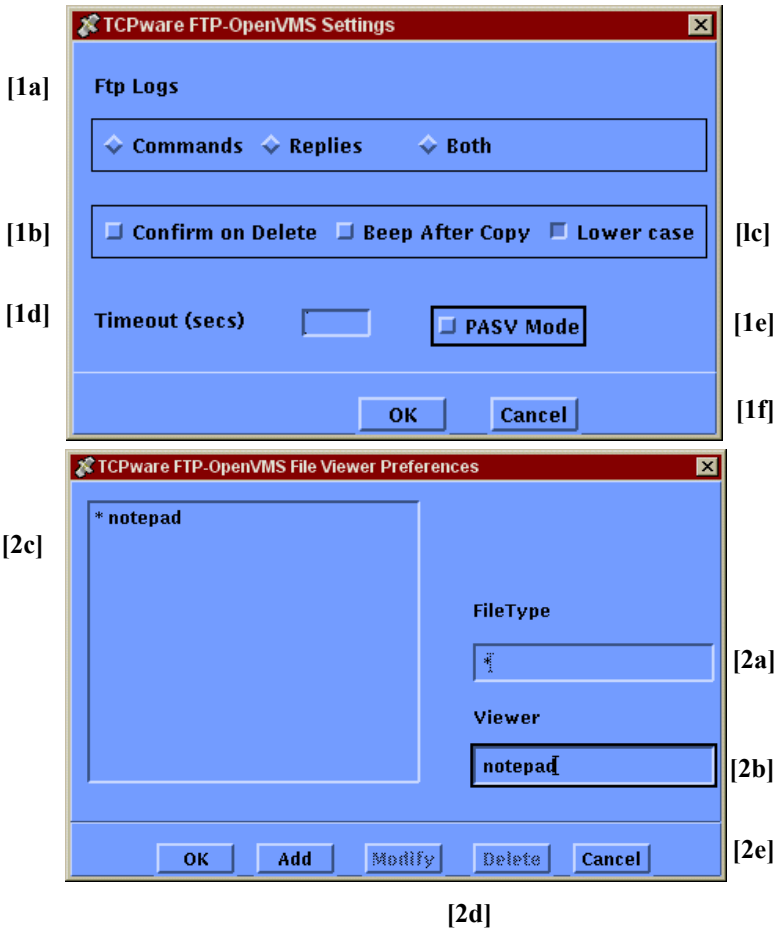 TCPware FTP-OpenVMS Settings
[1a] Ftp Logs
Commands Replies Both
[1b] Confirm on Delete Beep After Copy Lower case [lc]
[1d] Timeout (secs) PASV Mode [1e]
OK Cancel [1f]
TCPware FTP-OpenVMS File Viewer Preferences
* notepad
[2c]
FileType
* [2a]
Viewer
notepad [2b]
OK Add Modify Delete Cancel [2e]
[2d]